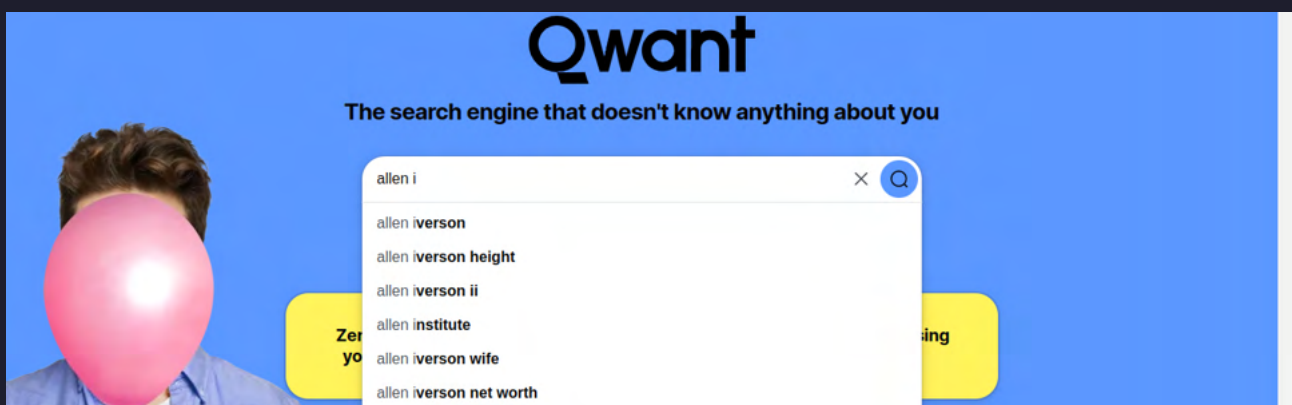 Qwant
The search engine that doesn't know anything about you
allen i
allen iverson
allen iverson height
allen iverson ii
allen institute
allen iverson wife
allen iverson net worth